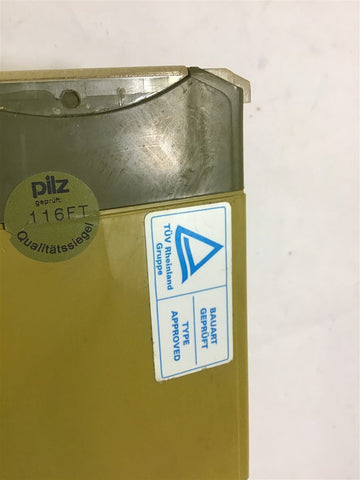 pilz
geprüft:
116FT
Qualitätssiegel
TÜV Rheinland
Gruppe
BAUART
GEPRÜFT
TYPE
APPROVED